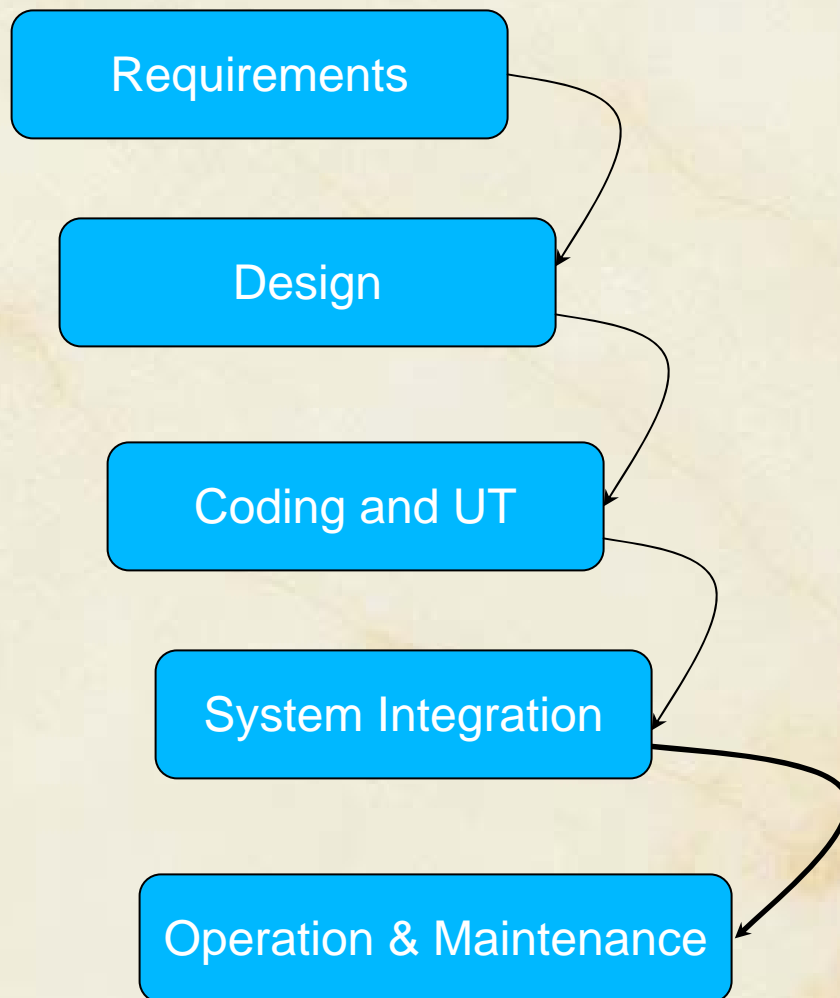 Requirements
Design
Coding and UT
System Integration
Operation & Maintenance